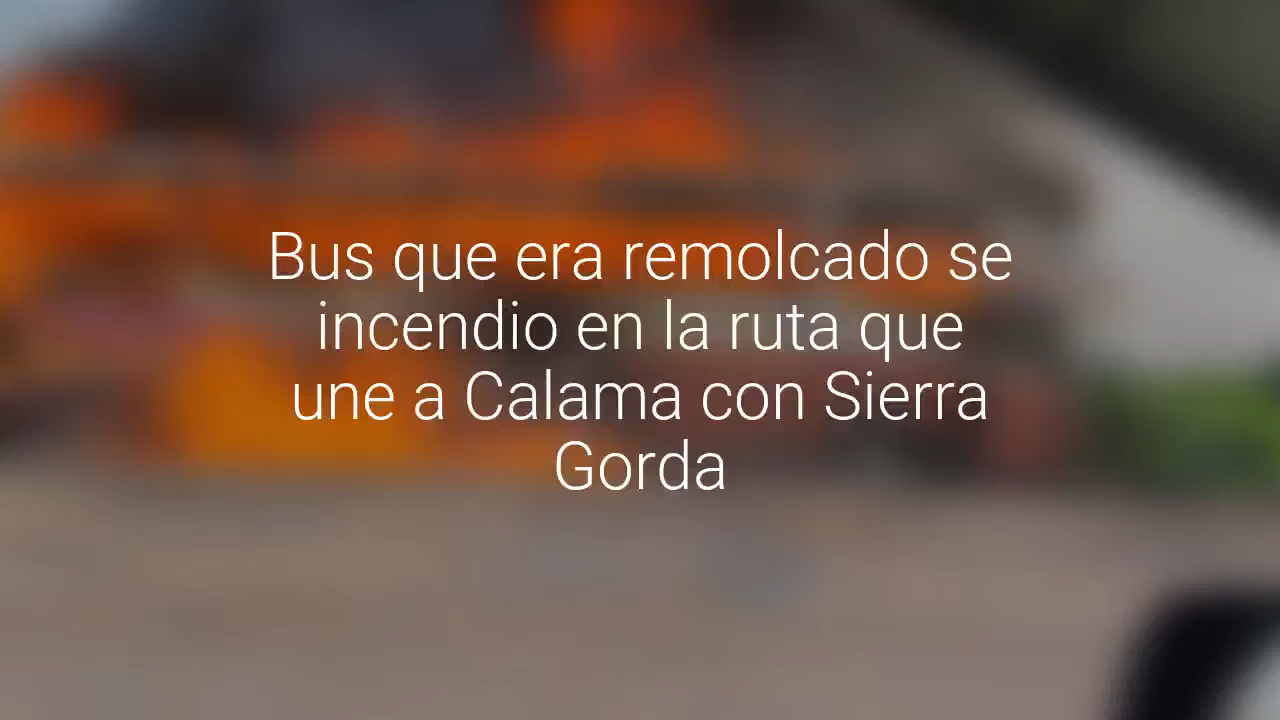 Bus que era remolcado se
incendio en la ruta que
une a Calama con Sierra
Gorda